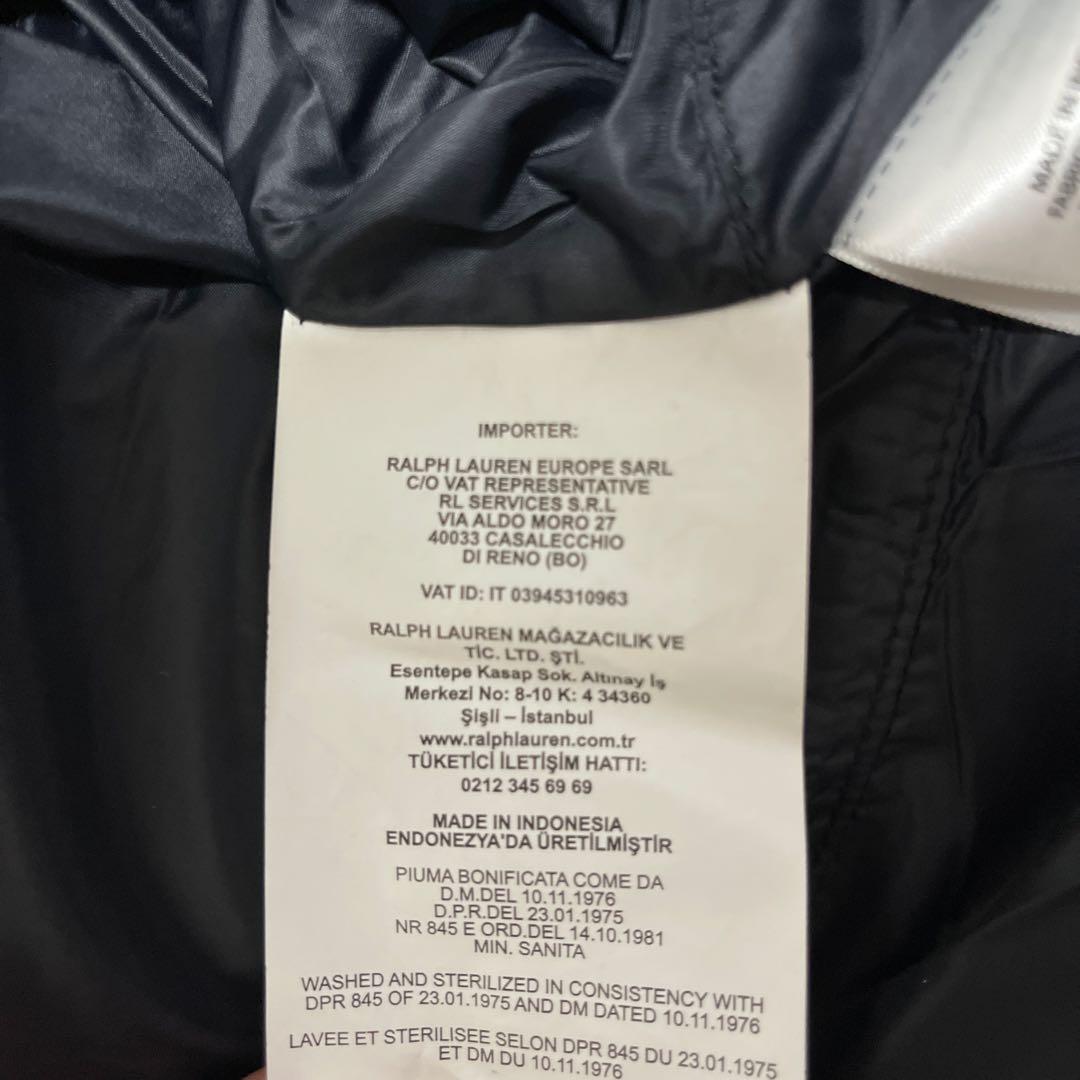 IMPORTER:
RALPH LAUREN EUROPE SARL
C/O VAT REPRESENTATIVE
RL SERVICES S.R.L
VIA ALDO MORO 27
40033 CASALECCHIO
DI RENO (BO)
VAT ID: IT 03945310963
RALPH LAUREN MAĞAZACILIK VE
TİC. LTD. ŞTİ.
Esentepe Kasap Sok. Altınay İş
Merkezi No: 8-10 K: 4 34360
Şişli – İstanbul
www.ralphlauren.com.tr
TÜKETİCİ İLETİŞİM HATTI:
0212 345 69 69
MADE IN INDONESIA
ENDONEZYA'DA ÜRETİLMİŞTİR
PIUMA BONIFICATA COME DA
D.M.DEL 10.11.1976
D.P.R.DEL 23.01.1975
NR 845 E ORD.DEL 14.10.1981
MIN. SANITA
WASHED AND STERILIZED IN CONSISTENCY WITH
DPR 845 OF 23.01.1975 AND DM DATED 10.11.1976
LAVEE ET STERILISEE SELON DPR 845 DU 23.01.1975
ET DM DU 10.11.1976
MADE IN